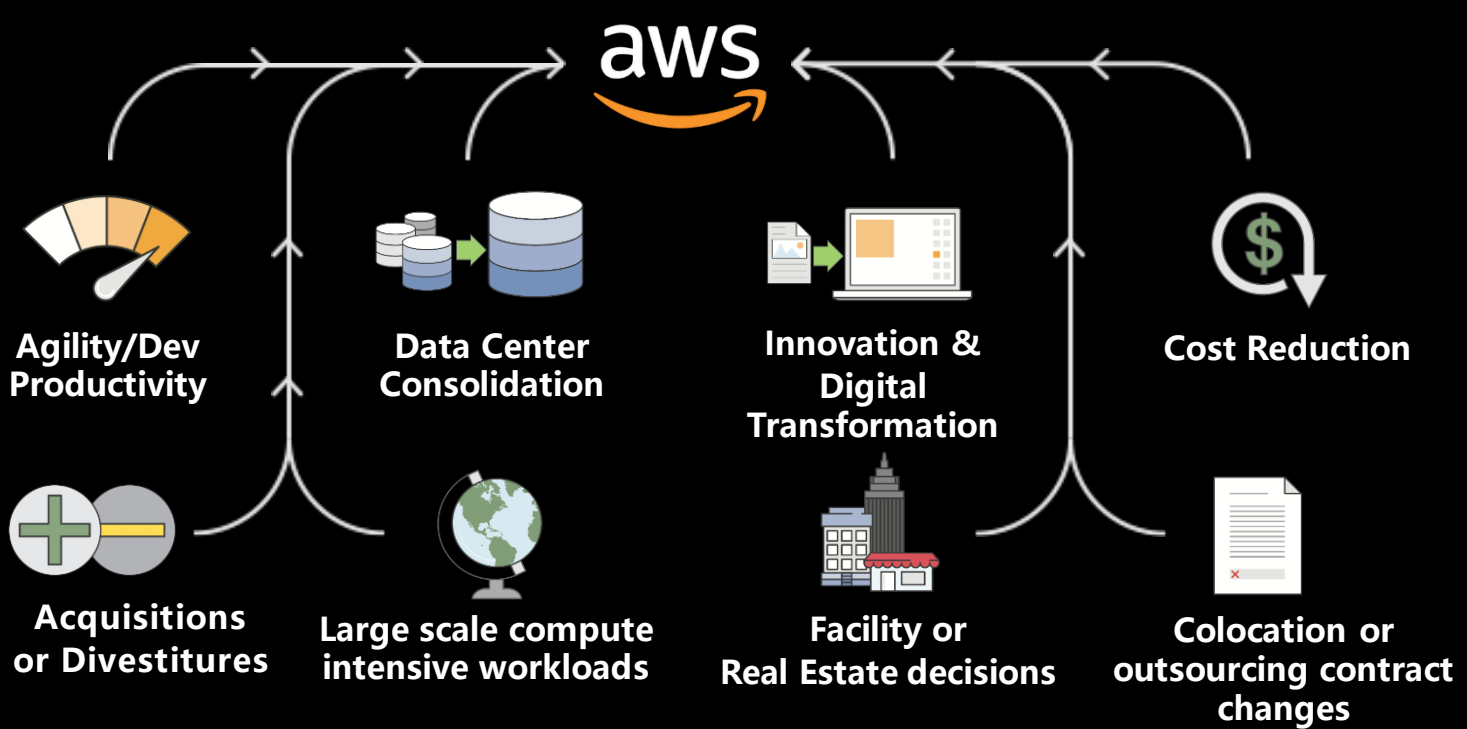 aws
Agility/Dev
Productivity
Data Center
Consolidation
Innovation &
Digital
Transformation
$
Cost Reduction
Acquisitions
or Divestitures
Large scale compute
intensive workloads
Facility or
Real Estate decisions
Colocation or
outsourcing contract
changes